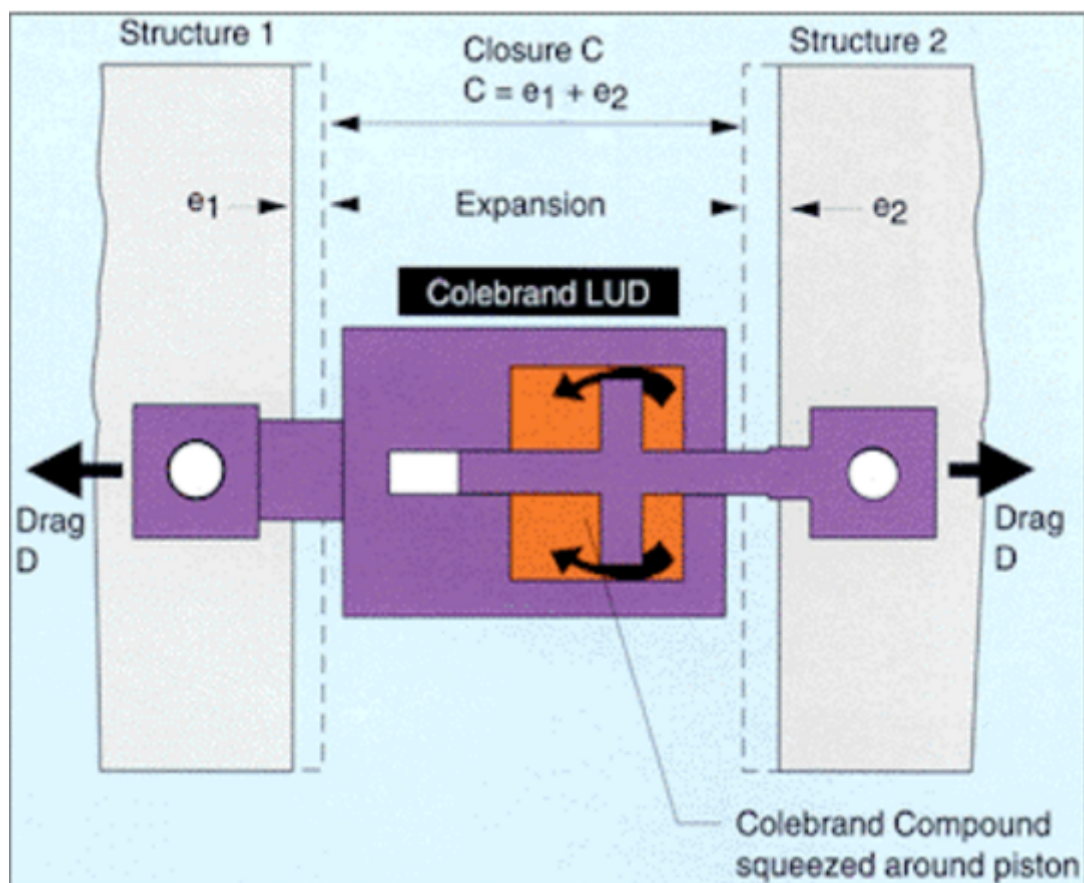 Structure 1
Closure C
C = e1 + e2
Structure 2
e1
Expansion
e2
Colebrand LUD
Drag
D
Drag
D
Colebrand Compound
squeezed around piston